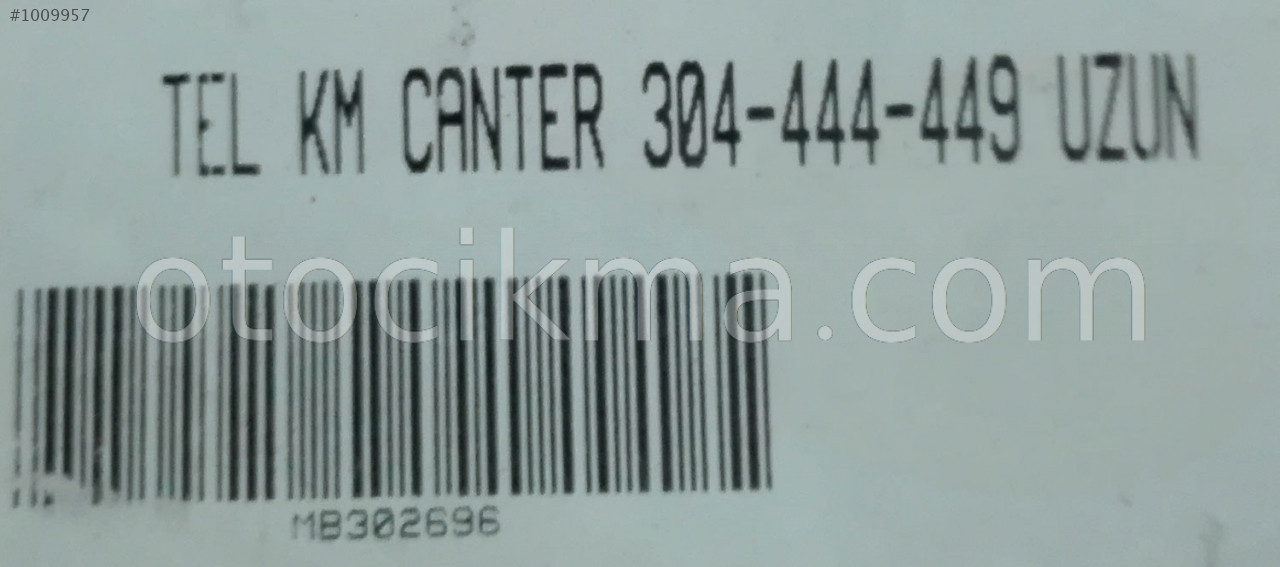 #1009957
TEL KM CANTER 304-444-449 UZUN
otocikma.com
MB302696